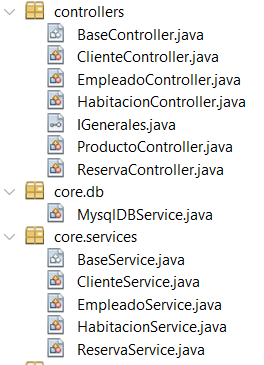 controllers
BaseController.java
ClienteController.java
EmpleadoController.java
HabitacionController.java
IGenerales.java
ProductoController.java
ReservaController.java
core.db
MysqlDBService.java
core.services
BaseService.java
ClienteService.java
EmpleadoService.java
HabitacionService.java
ReservaService.java